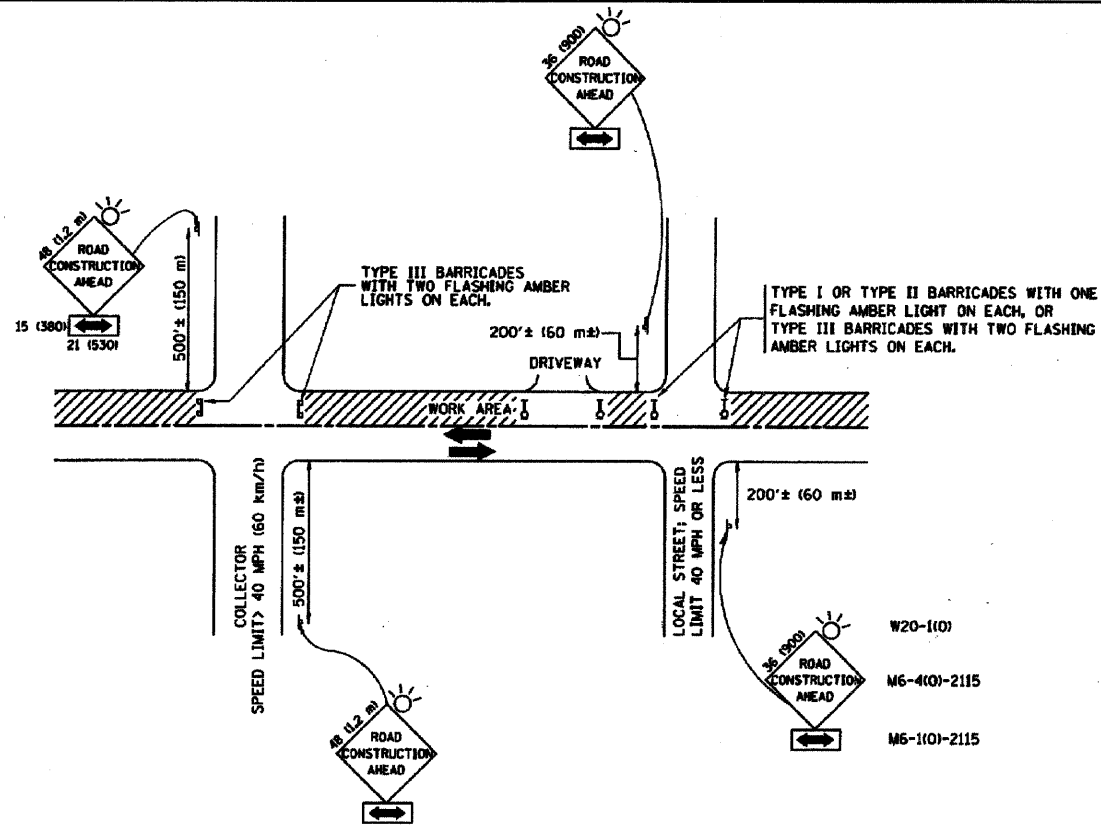 36 (900)
ROAD
CONSTRUCTION
AHEAD
48 (1.2 m)
ROAD
CONSTRUCTION
AHEAD
15 (380)
21 (530)
500'± (150 m)
TYPE III BARRICADES
WITH TWO FLASHING AMBER
LIGHTS ON EACH.
200'± (60 m±)
DRIVEWAY
TYPE I OR TYPE II BARRICADES WITH ONE
FLASHING AMBER LIGHT ON EACH, OR
TYPE III BARRICADES WITH TWO FLASHING
AMBER LIGHTS ON EACH.
WORK AREA
COLLECTOR
SPEED LIMIT> 40 MPH (60 km/h)
500'± (150 m±)
LOCAL STREET; SPEED
LIMIT 40 MPH OR LESS
200'± (60 m±)
48 (1.2 m)
ROAD
CONSTRUCTION
AHEAD
36 (900)
ROAD
CONSTRUCTION
AHEAD
W20-1(O)
M6-4(O)-2115
M6-1(O)-2115